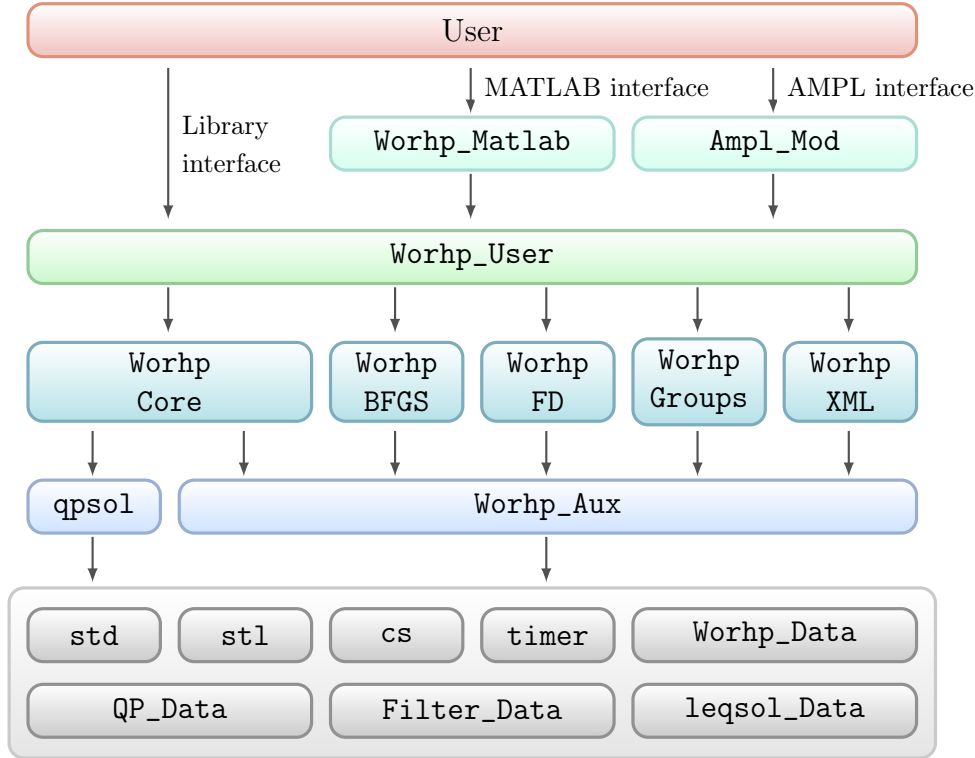 User
MATLAB interface
AMPL interface
Library
interface
Worhp_Matlab
Ampl_Mod
Worhp_User
Worhp
Core
Worhp
BFGS
Worhp
FD
Worhp
Groups
Worhp
XML
qpsol
Worhp_Aux
std
stl
cs
timer
Worhp_Data
QP_Data
Filter_Data
leqsol_Data